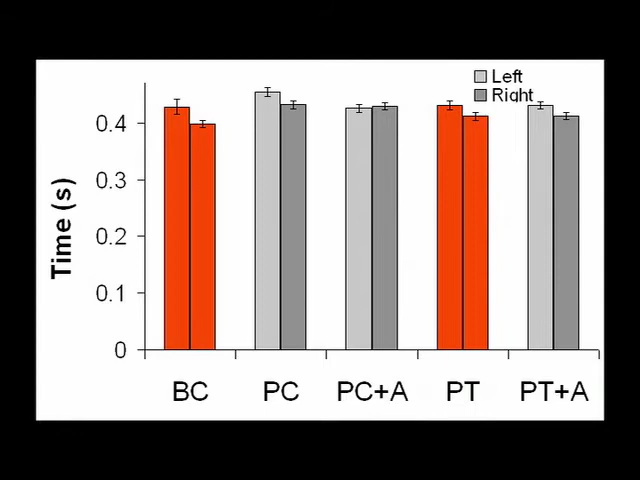 Left
Right
Time (s)
0.4
0.3
0.2
0.1
0
BC PC PC+A PT PT+A